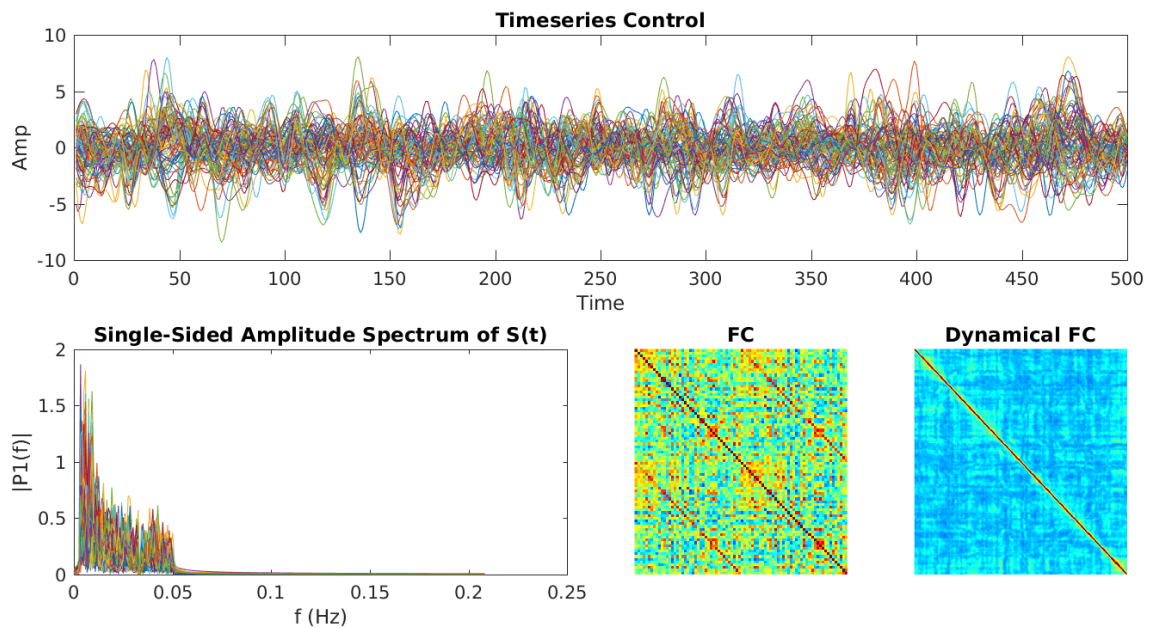 Timeseries Control
10
5
0
-5
-10
Amp
0 50 100 150 200 250 300 350 400 450 500
Time
Single-Sided Amplitude Spectrum of S(t)
FC
Dynamical FC
2
1.5
1
0.5
0
|P1(f)|
0 0.05 0.1 0.15 0.2 0.25
f (Hz)